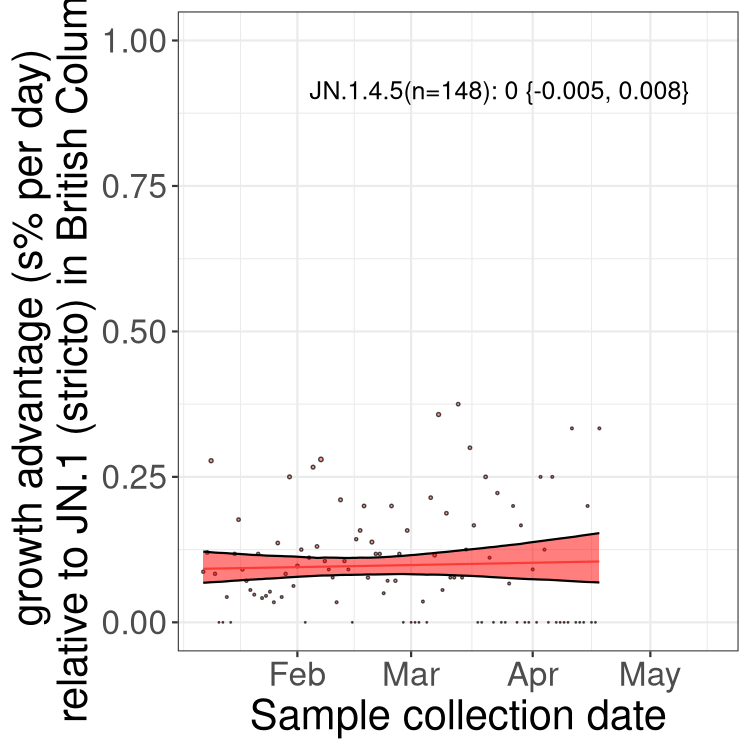 growth advantage (s% per day)
relative to JN.1 (stricto) in British Colum
1.00
0.75
0.50
0.25
0.00
JN.1.4.5(n=148): 0 {-0.005, 0.008}
Feb Mar Apr May
Sample collection date